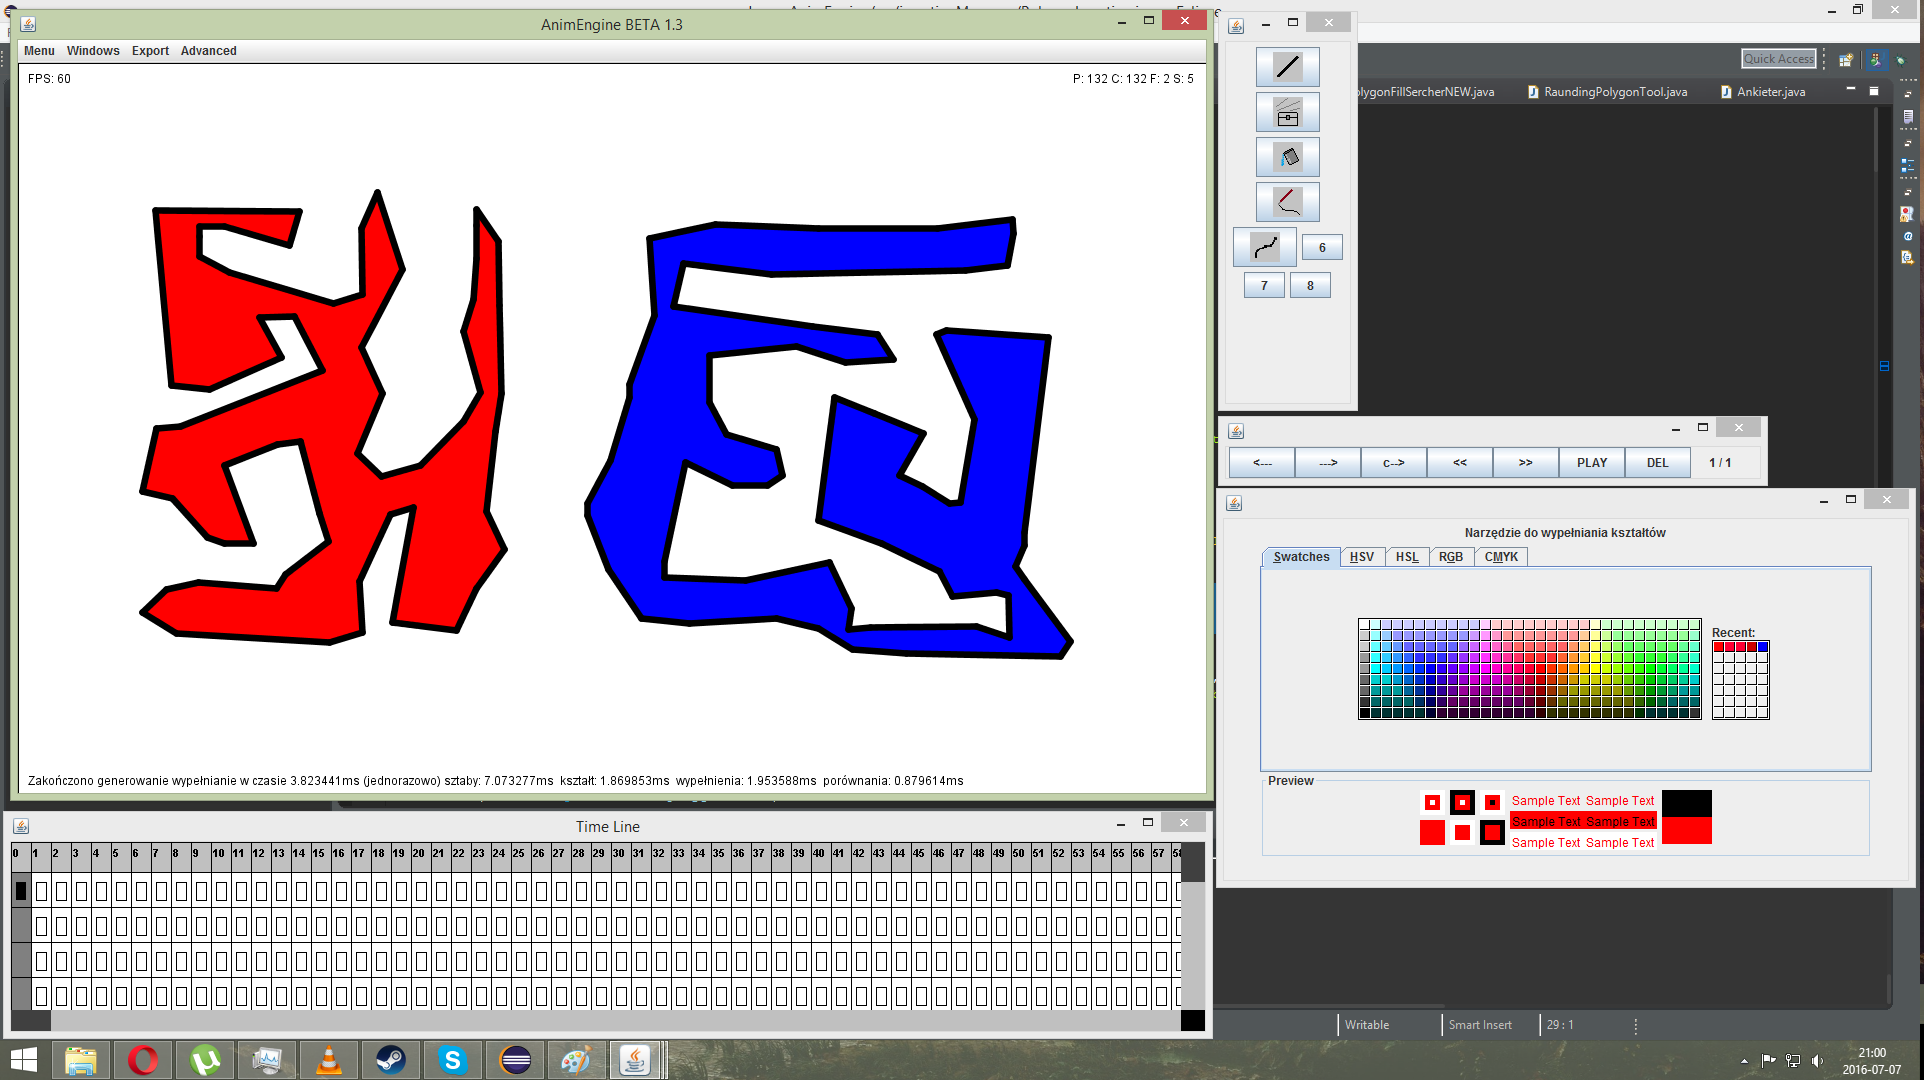 AnimEngine BETA 1.3
Menu Windows Export Advanced
FPS: 60
P: 132 C: 132 F: 2 S: 5
Zakończono generowanie wypełnianie w czasie 3.823441ms (jednorazowo) sztaby: 7.073277ms kształt: 1.869853ms wypełnienia: 1.953588ms porównania: 0.879614ms
6
7 8
Quick Access
olygonFillSercherNEW.java RaundingPolygonTool.java Ankieter.java
<--- ---> c--> << >> PLAY DEL 1 / 1
Narzędzie do wypełniania kształtów
Swatches HSV HSL RGB CMYK
Recent:
Preview
Sample Text Sample Text
Sample Text Sample Text
Sample Text Sample Text
Time Line
0 1 2 3 4 5 6 7 8 9 10 11 12 13 14 15 16 17 18 19 20 21 22 23 24 25 26 27 28 29 30 31 32 33 34 35 36 37 38 39 40 41 42 43 44 45 46 47 48 49 50 51 52 53 54 55 56 57 58
Writable Smart Insert 29 : 1
21:00
2016-07-07